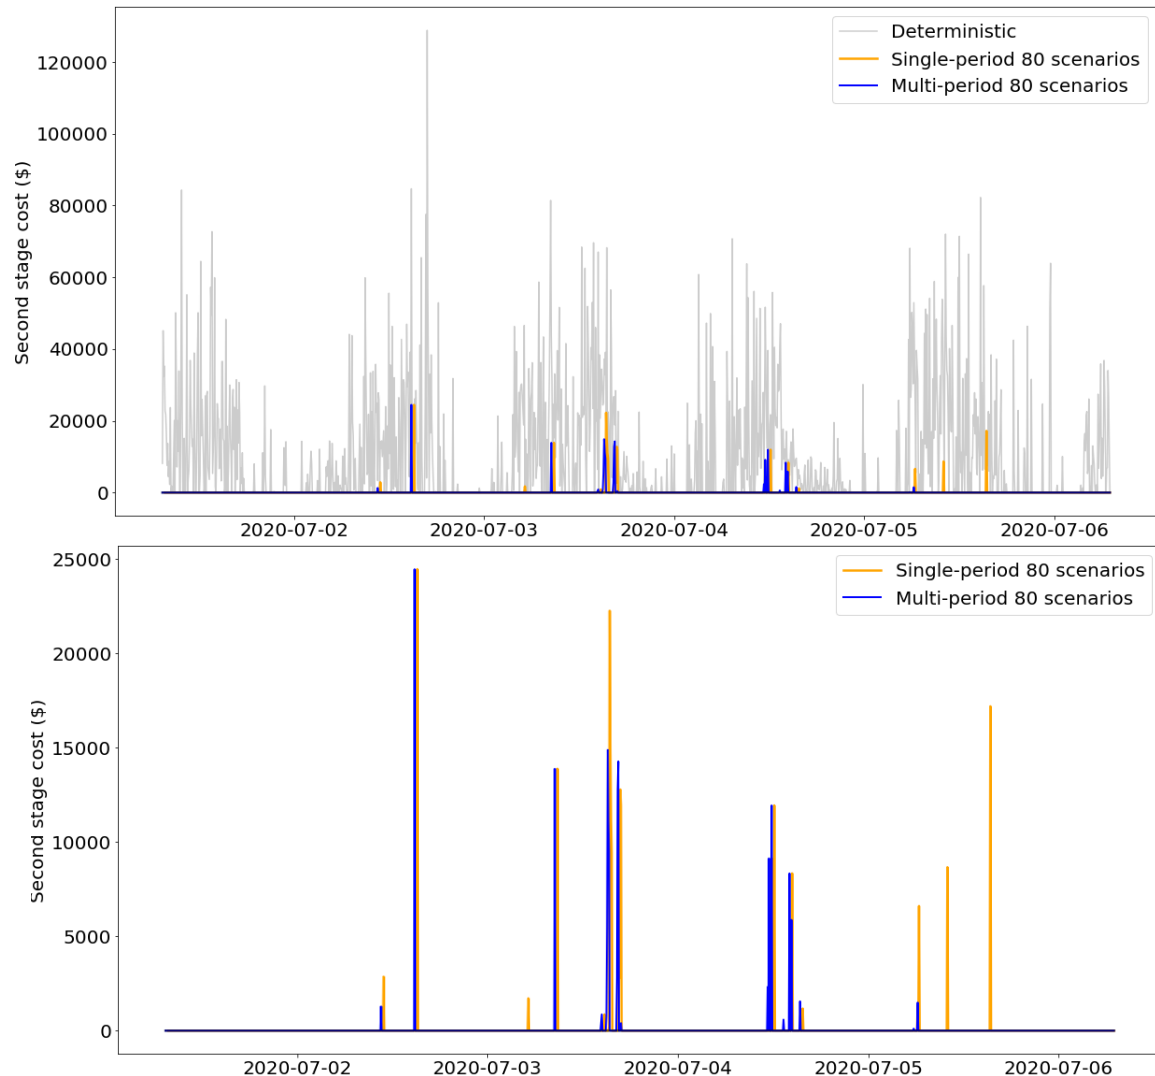 Second stage cost ($)
120000
100000
80000
60000
40000
20000
0
Deterministic
Single-period 80 scenarios
Multi-period 80 scenarios
2020-07-02 2020-07-03 2020-07-04 2020-07-05 2020-07-06
Second stage cost ($)
25000
20000
15000
10000
5000
0
Single-period 80 scenarios
Multi-period 80 scenarios
2020-07-02 2020-07-03 2020-07-04 2020-07-05 2020-07-06